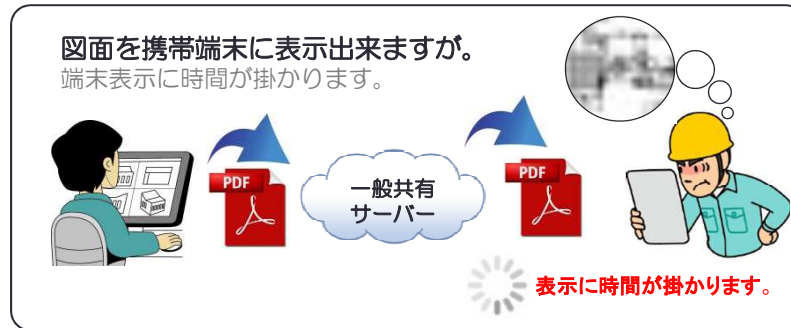 図面を携帯端末に表示出来ますが。
端末表示に時間が掛かります。
PDF
一般共有
サーバー
PDF
表示に時間が掛かります。